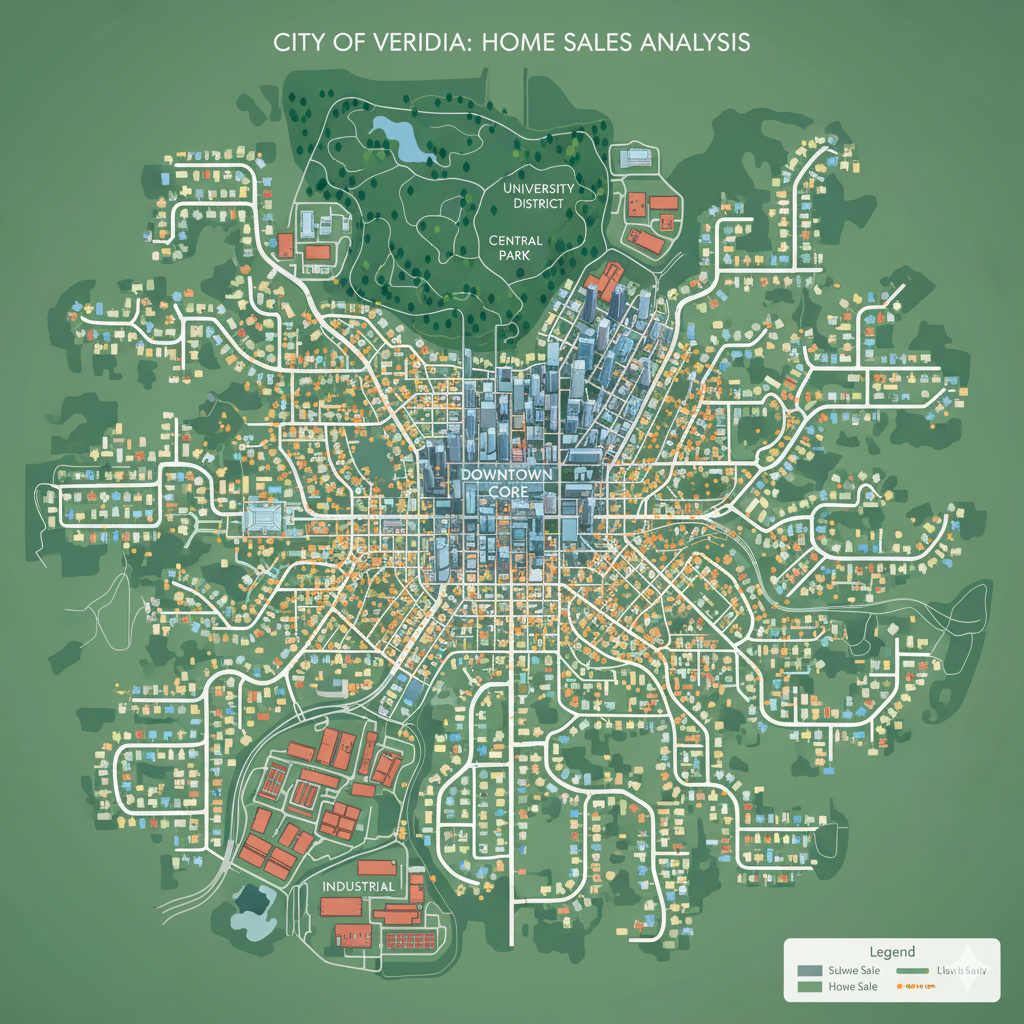 CITY OF VERIDIA: HOME SALES ANALYSIS
UNIVERSITY
DISTRICT
CENTRAL
PARK
DOWNTOWN
CORE
INDUSTRIAL
Legend
Sulwe Sale
Howe Sale